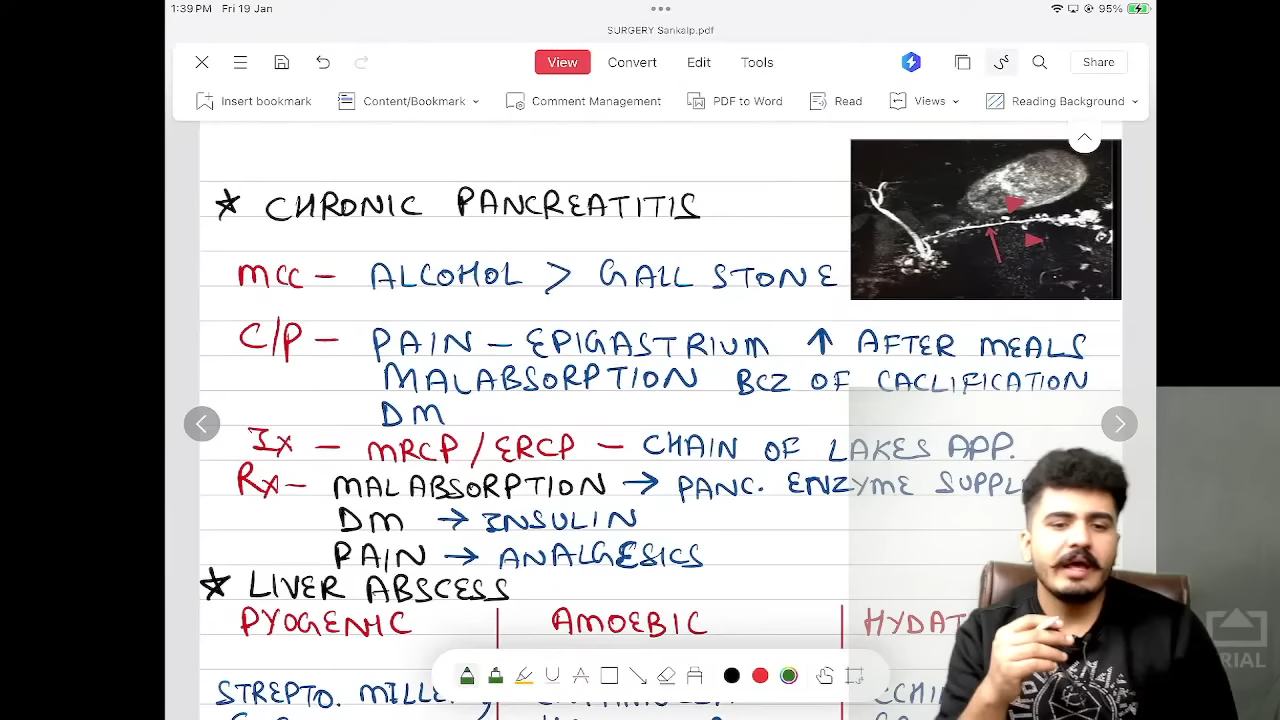 1:39 PM Fri 19 Jan
95%
SURGERY Sankalp.pdf
View Convert Edit Tools Share
Insert bookmark Content/Bookmark Comment Management PDF to Word Read Views Reading Background
★ CHRONIC PANCREATITIS
MCC - ALCOHOL > GALL STONE
C/P - PAIN - EPIGASTRIUM ↑ AFTER MEALS
MALABSORPTION BCZ OF CACLIFICATION
DM
Ix - MRCP / ERCP - CHAIN OF LAKES APP.
Rx - MALABSORPTION → PANC. ENZYME SUPPL
DM → INSULIN
PAIN → ANALGESICS
★ LIVER ABSCESS
PYOGENIC AMOEBIC HYDAT
STREPTO. MILLE
RIAL